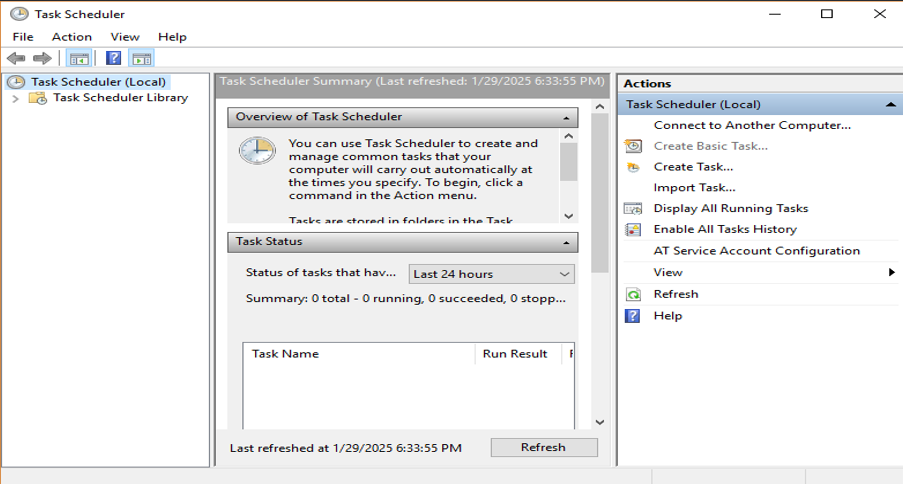 Task Scheduler
File Action View Help
Task Scheduler (Local)
Task Scheduler Library
Task Scheduler Summary (Last refreshed: 1/29/2025 6:33:55 PM)
Overview of Task Scheduler
You can use Task Scheduler to create and
manage common tasks that your
computer will carry out automatically at
the times you specify. To begin, click a
command in the Action menu.
Tasks are stored in folders in the Task
Task Status
Status of tasks that hav... Last 24 hours
Summary: 0 total - 0 running, 0 succeeded, 0 stopp...
Task Name Run Result
Last refreshed at 1/29/2025 6:33:55 PM Refresh
Actions
Task Scheduler (Local)
Connect to Another Computer...
Create Basic Task...
Create Task...
Import Task...
Display All Running Tasks
Enable All Tasks History
AT Service Account Configuration
View
Refresh
Help